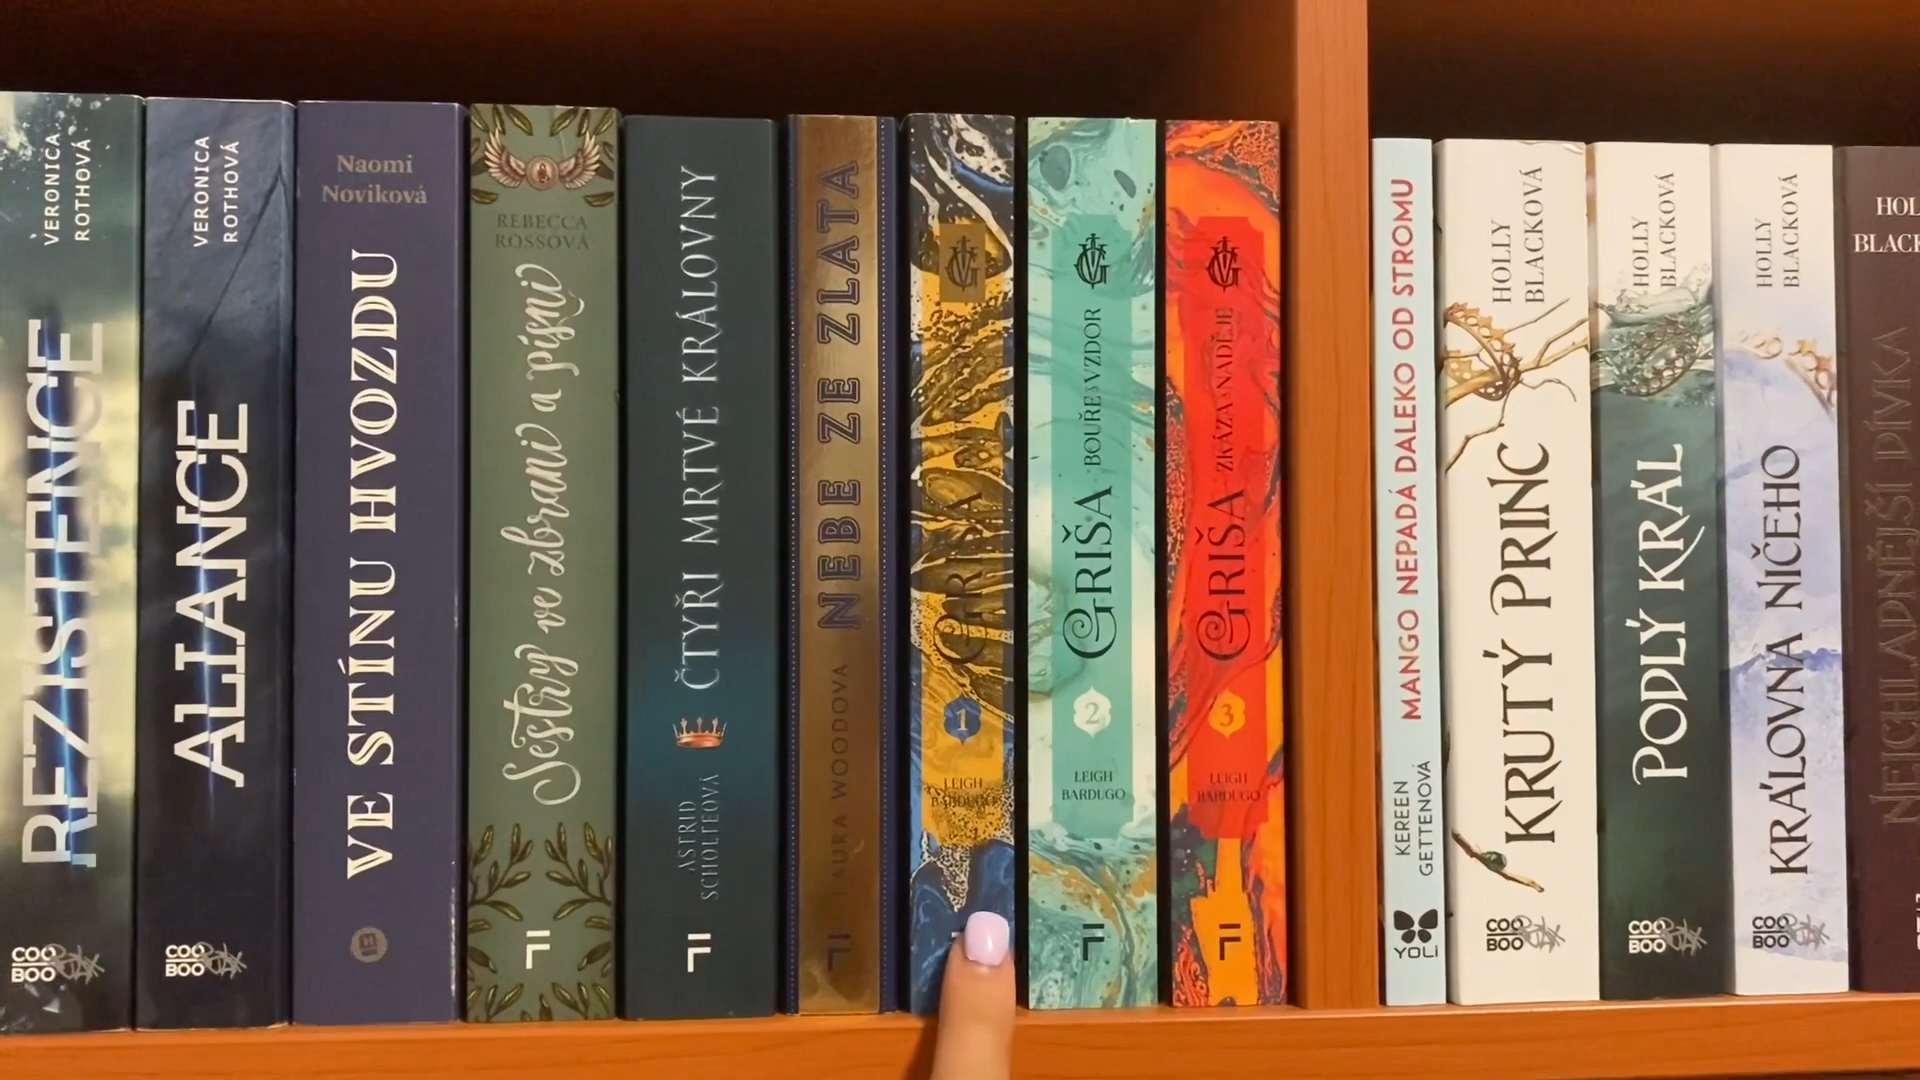 VERONICA
ROTHOVÁ
REZISTENCE
COO
BOO
VERONICA
ROTHOVÁ
ALIANCE
COO
BOO
Naomi
Noviková
VE STÍNU HVOZDU
REBECCA
ROSSOVÁ
Sestry ve zbrani a písni
ČTYŘI MRTVÉ KRÁLOVNY
ASTRID
SCHOLTEOVÁ
NEBE ZE ZLATA
LAURA WOODOVA
GRIŠA
1
LEIGH
BARDUGO
BOUŘE A VZDOR
GRIŠA
2
LEIGH
BARDUGO
ZKÁZA A NADĚJE
GRIŠA
3
LEIGH
BARDUGO
MANGO NEPADÁ DALEKO OD STROMU
KEREEN
GETTENOVÁ
YOLI
HOLLY
BLACKOVÁ
KRUTÝ PRINC
COO
BOO
HOLLY
BLACKOVÁ
PODLÝ KRÁL
COO
BOO
HOLLY
BLACKOVÁ
KRÁLOVNA NIČEHO
COO
BOO
HOL
BLACK
NEJCHLADNĚJŠÍ DÍVKA